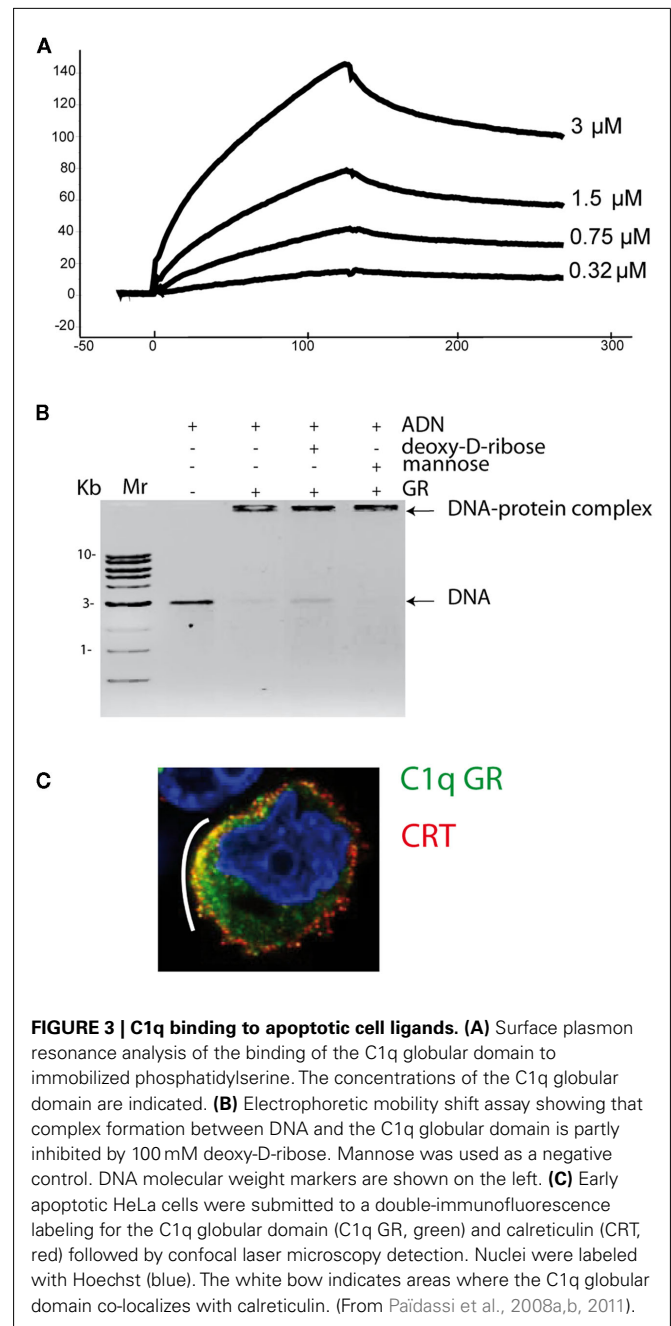 A
140
120
100
80
60
40
20
0
-20
-50 0 100 200 300
3 µM
1.5 µM
0.75 µM
0.32 µM
B
+ + + + ADN
- - + - deoxy-D-ribose
- - - + mannose
Kb Mr - + + + GR
DNA-protein complex
10-
3-
DNA
1-
C
C1q GR
CRT
FIGURE 3 | C1q binding to apoptotic cell ligands. (A) Surface plasmon
resonance analysis of the binding of the C1q globular domain to
immobilized phosphatidylserine. The concentrations of the C1q globular
domain are indicated. (B) Electrophoretic mobility shift assay showing that
complex formation between DNA and the C1q globular domain is partly
inhibited by 100 mM deoxy-D-ribose. Mannose was used as a negative
control. DNA molecular weight markers are shown on the left. (C) Early
apoptotic HeLa cells were submitted to a double-immunofluorescence
labeling for the C1q globular domain (C1q GR, green) and calreticulin (CRT,
red) followed by confocal laser microscopy detection. Nuclei were labeled
with Hoechst (blue). The white bow indicates areas where the C1q globular
domain co-localizes with calreticulin. (From Païdassi et al., 2008a,b, 2011).